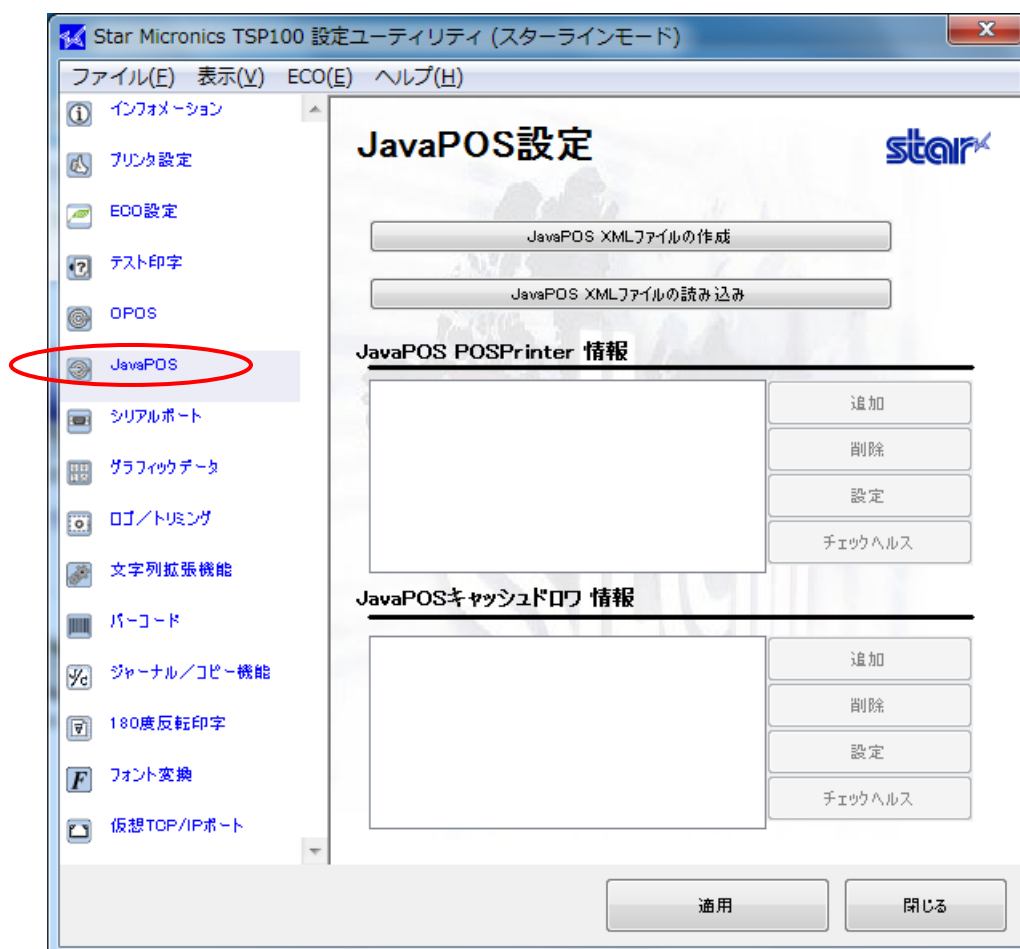 Star Micronics TSP100 設定ユーティリティ (スターラインモード)
ファイル(F) 表示(V) ECO(E) ヘルプ(H)
インフォメーション
プリンタ設定
ECO設定
テスト印字
OPOS
JavaPOS
シリアルポート
グラフィックデータ
ロゴ/トリミング
文字列拡張機能
バーコード
ジャーナル/コピー機能
180度反転印字
フォント変換
仮想TCP/IPポート
JavaPOS設定
star
JavaPOS XMLファイルの作成
JavaPOS XMLファイルの読み込み
JavaPOS POSPrinter 情報
追加
削除
設定
チェックヘルス
JavaPOSキャッシュドロワ 情報
追加
削除
設定
チェックヘルス
適用
閉じる